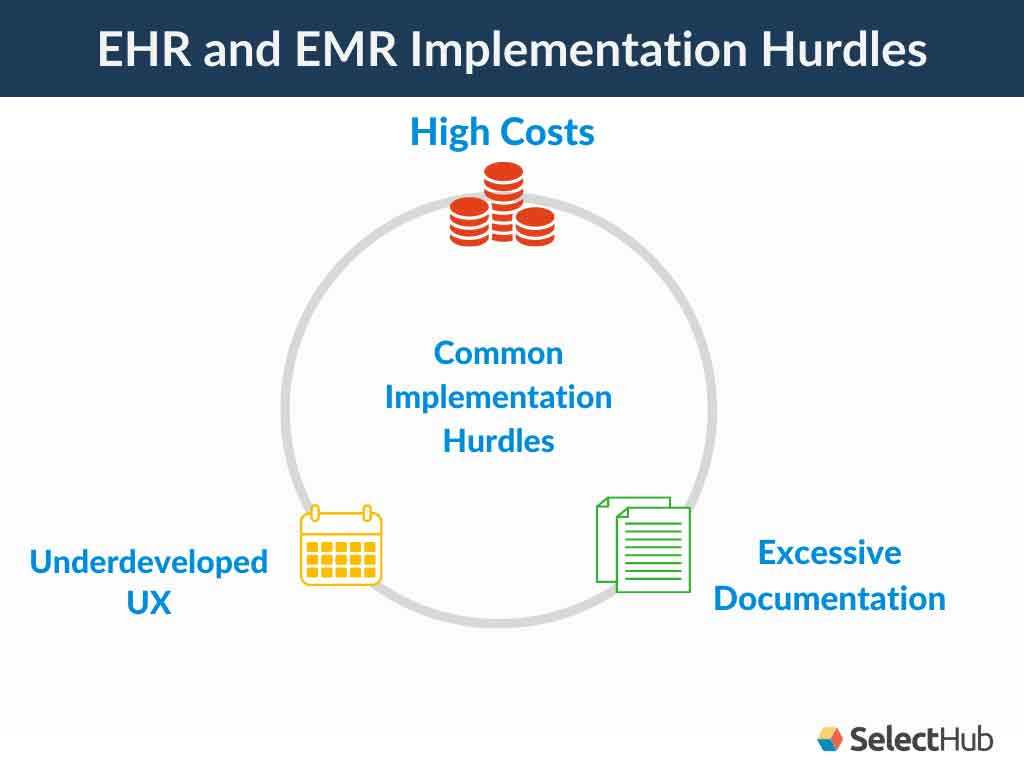 EHR and EMR Implementation Hurdles
High Costs
Common
Implementation
Hurdles
Underdeveloped
UX
Excessive
Documentation
SelectHub